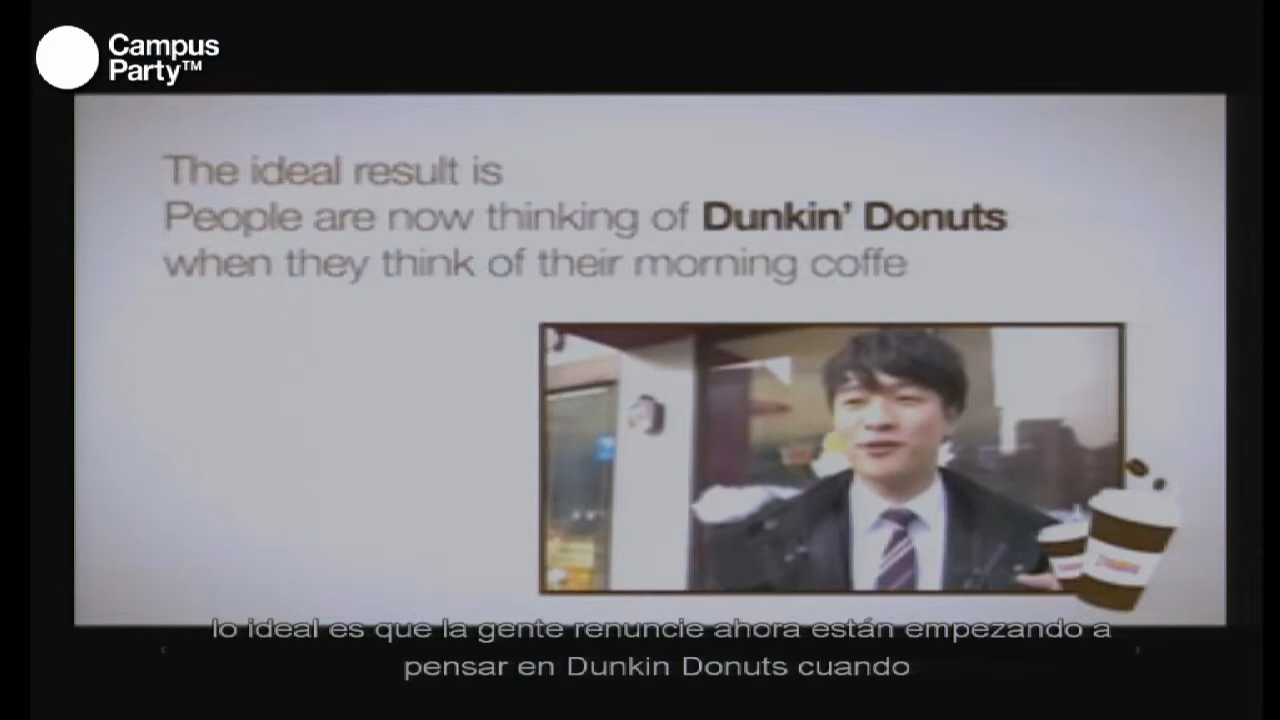 Campus
Party™
The ideal result is
People are now thinking of Dunkin' Donuts
when they think of their morning coffe
lo ideal es que la gente renuncie ahora están empezando a
pensar en Dunkin Donuts cuando